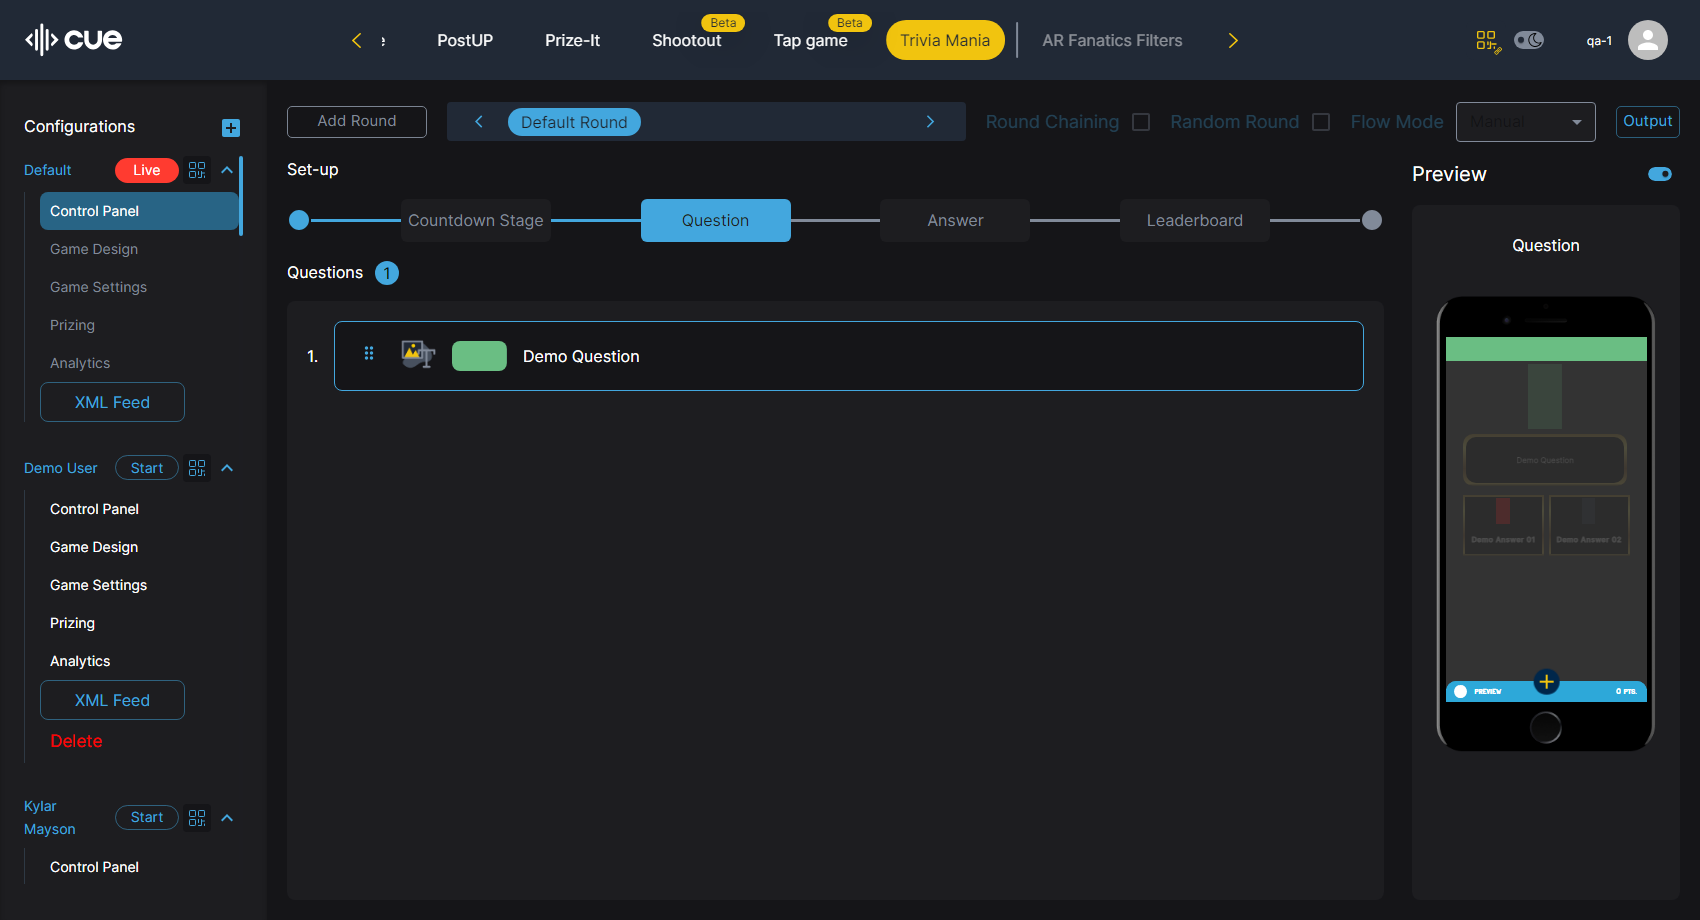 cue
PostUP
Prize-It
Shootout
Beta
Tap game
Beta
Trivia Mania
AR Fanatics Filters
qa-1
Configurations
Default
Live
Control Panel
Game Design
Game Settings
Prizing
Analytics
XML Feed
Demo User
Start
Control Panel
Game Design
Game Settings
Prizing
Analytics
XML Feed
Delete
Kylar
Mayson
Start
Control Panel
Add Round
Default Round
Round Chaining
Random Round
Flow Mode
Manual
Output
Set-up
Countdown Stage
Question
Answer
Leaderboard
Questions 1
1.
Demo Question
Preview
Question
Demo Question
Demo Answer 01
Demo Answer 02
PREVIEW
0 PTS.